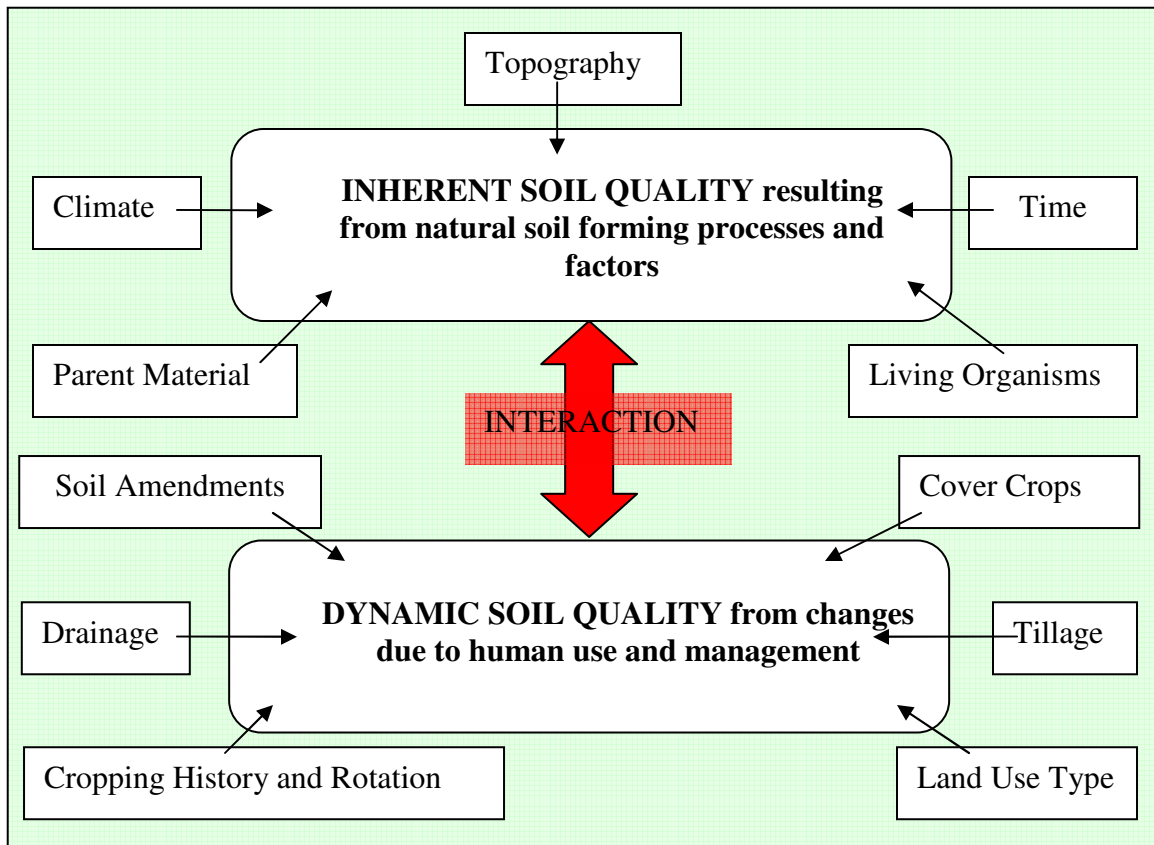 Topography
INHERENT SOIL QUALITY resulting
from natural soil forming processes and
factors
Climate
Time
Parent Material
Living Organisms
INTERACTION
Soil Amendments
Cover Crops
DYNAMIC SOIL QUALITY from changes
due to human use and management
Drainage
Tillage
Cropping History and Rotation
Land Use Type